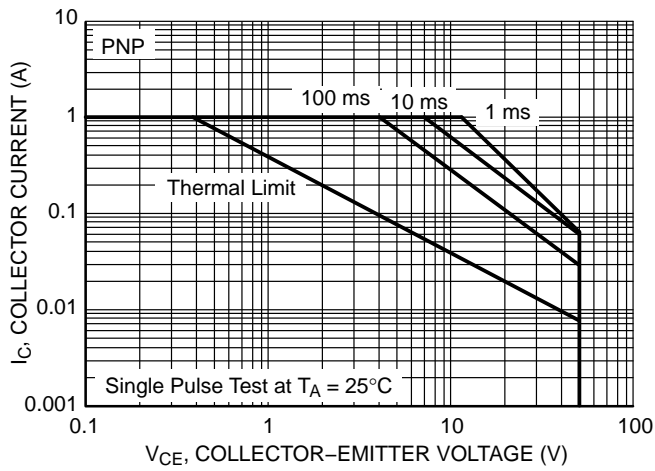 10
PNP
100 ms
10 ms
1 ms
1
Thermal Limit
0.1
0.01
Single Pulse Test at TA = 25°C
0.001
0.1
1
10
100
IC, COLLECTOR CURRENT (A)
VCE, COLLECTOR−EMITTER VOLTAGE (V)